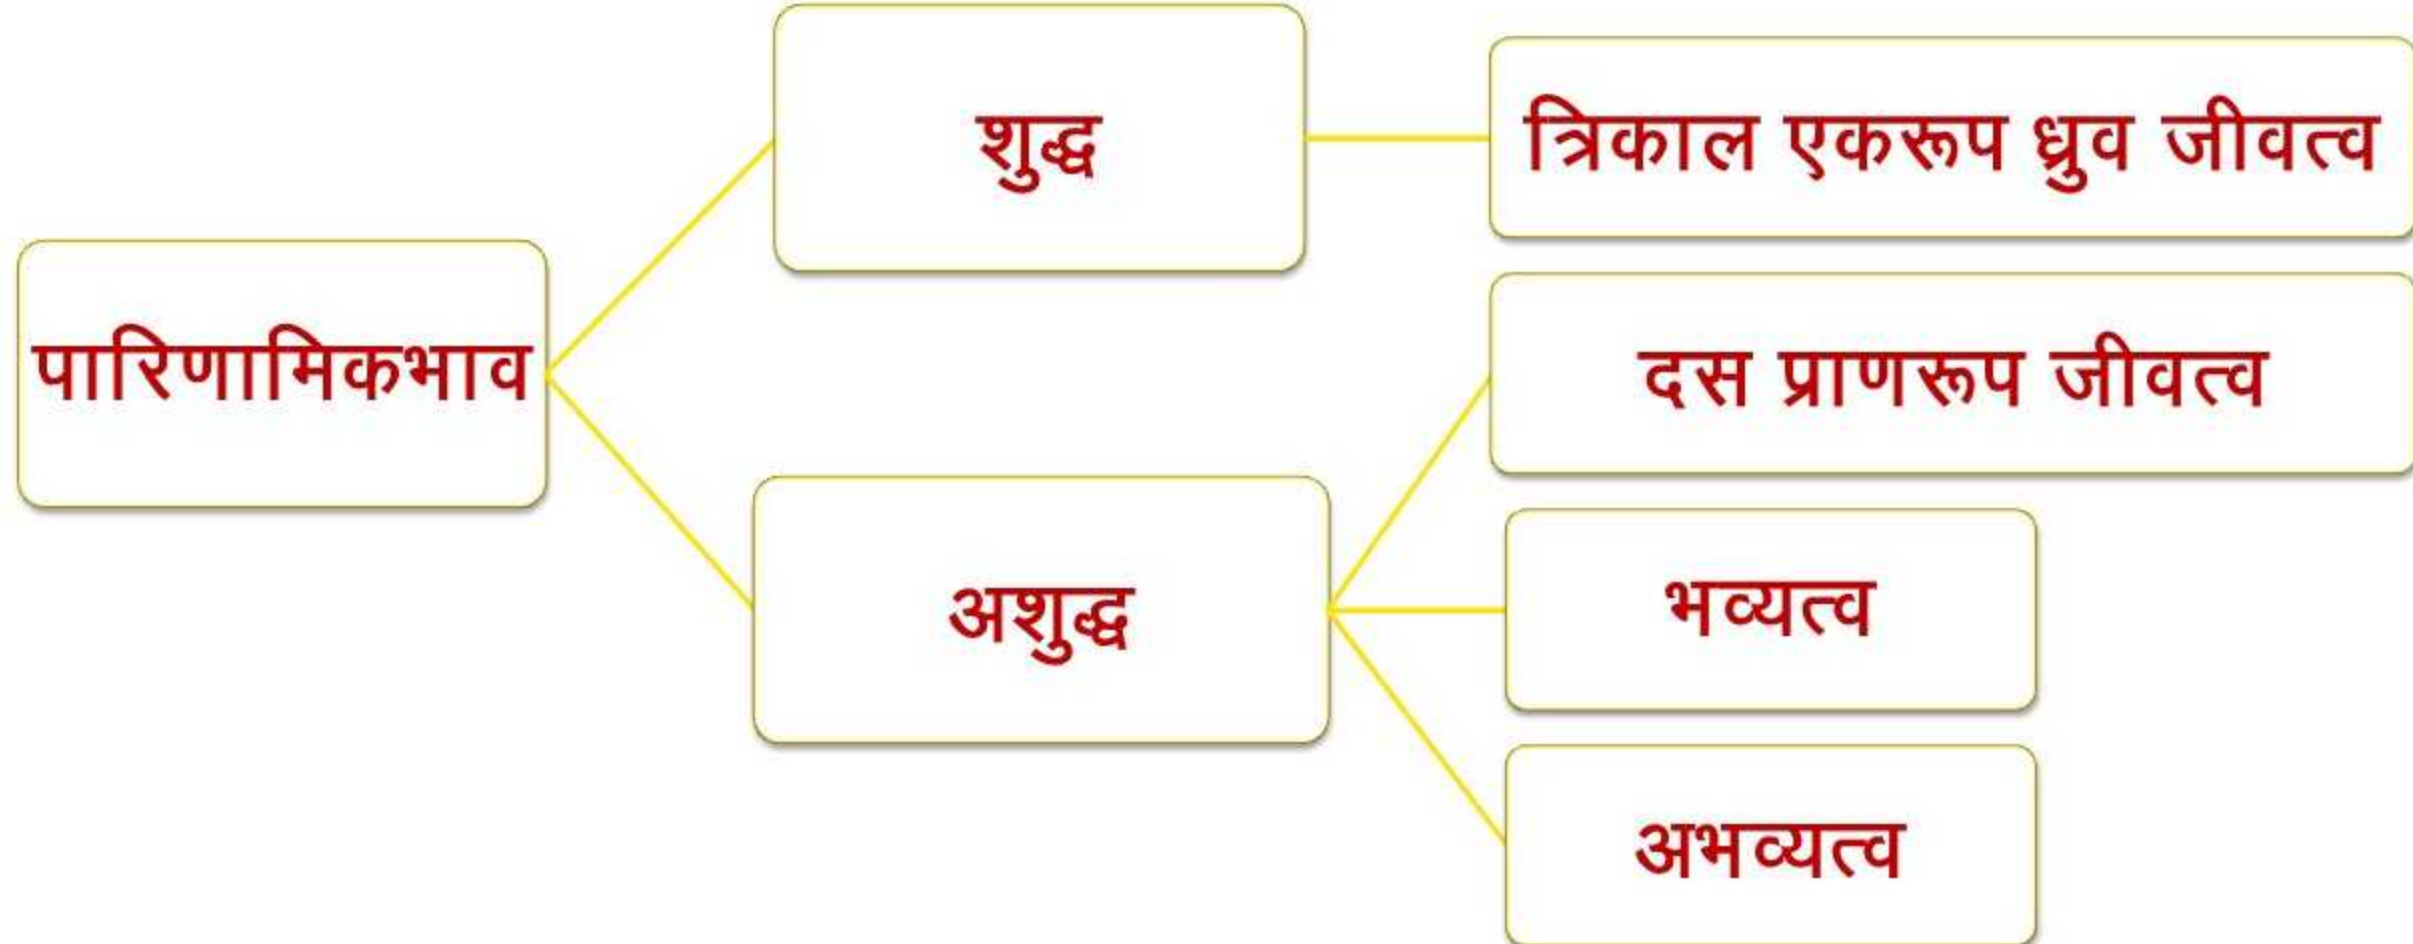 पारिणामिकभाव
शुद्ध
त्रिकाल एकरूप ध्रुव जीवत्व
अशुद्ध
दस प्राणरूप जीवत्व
भव्यत्व
अभव्यत्व